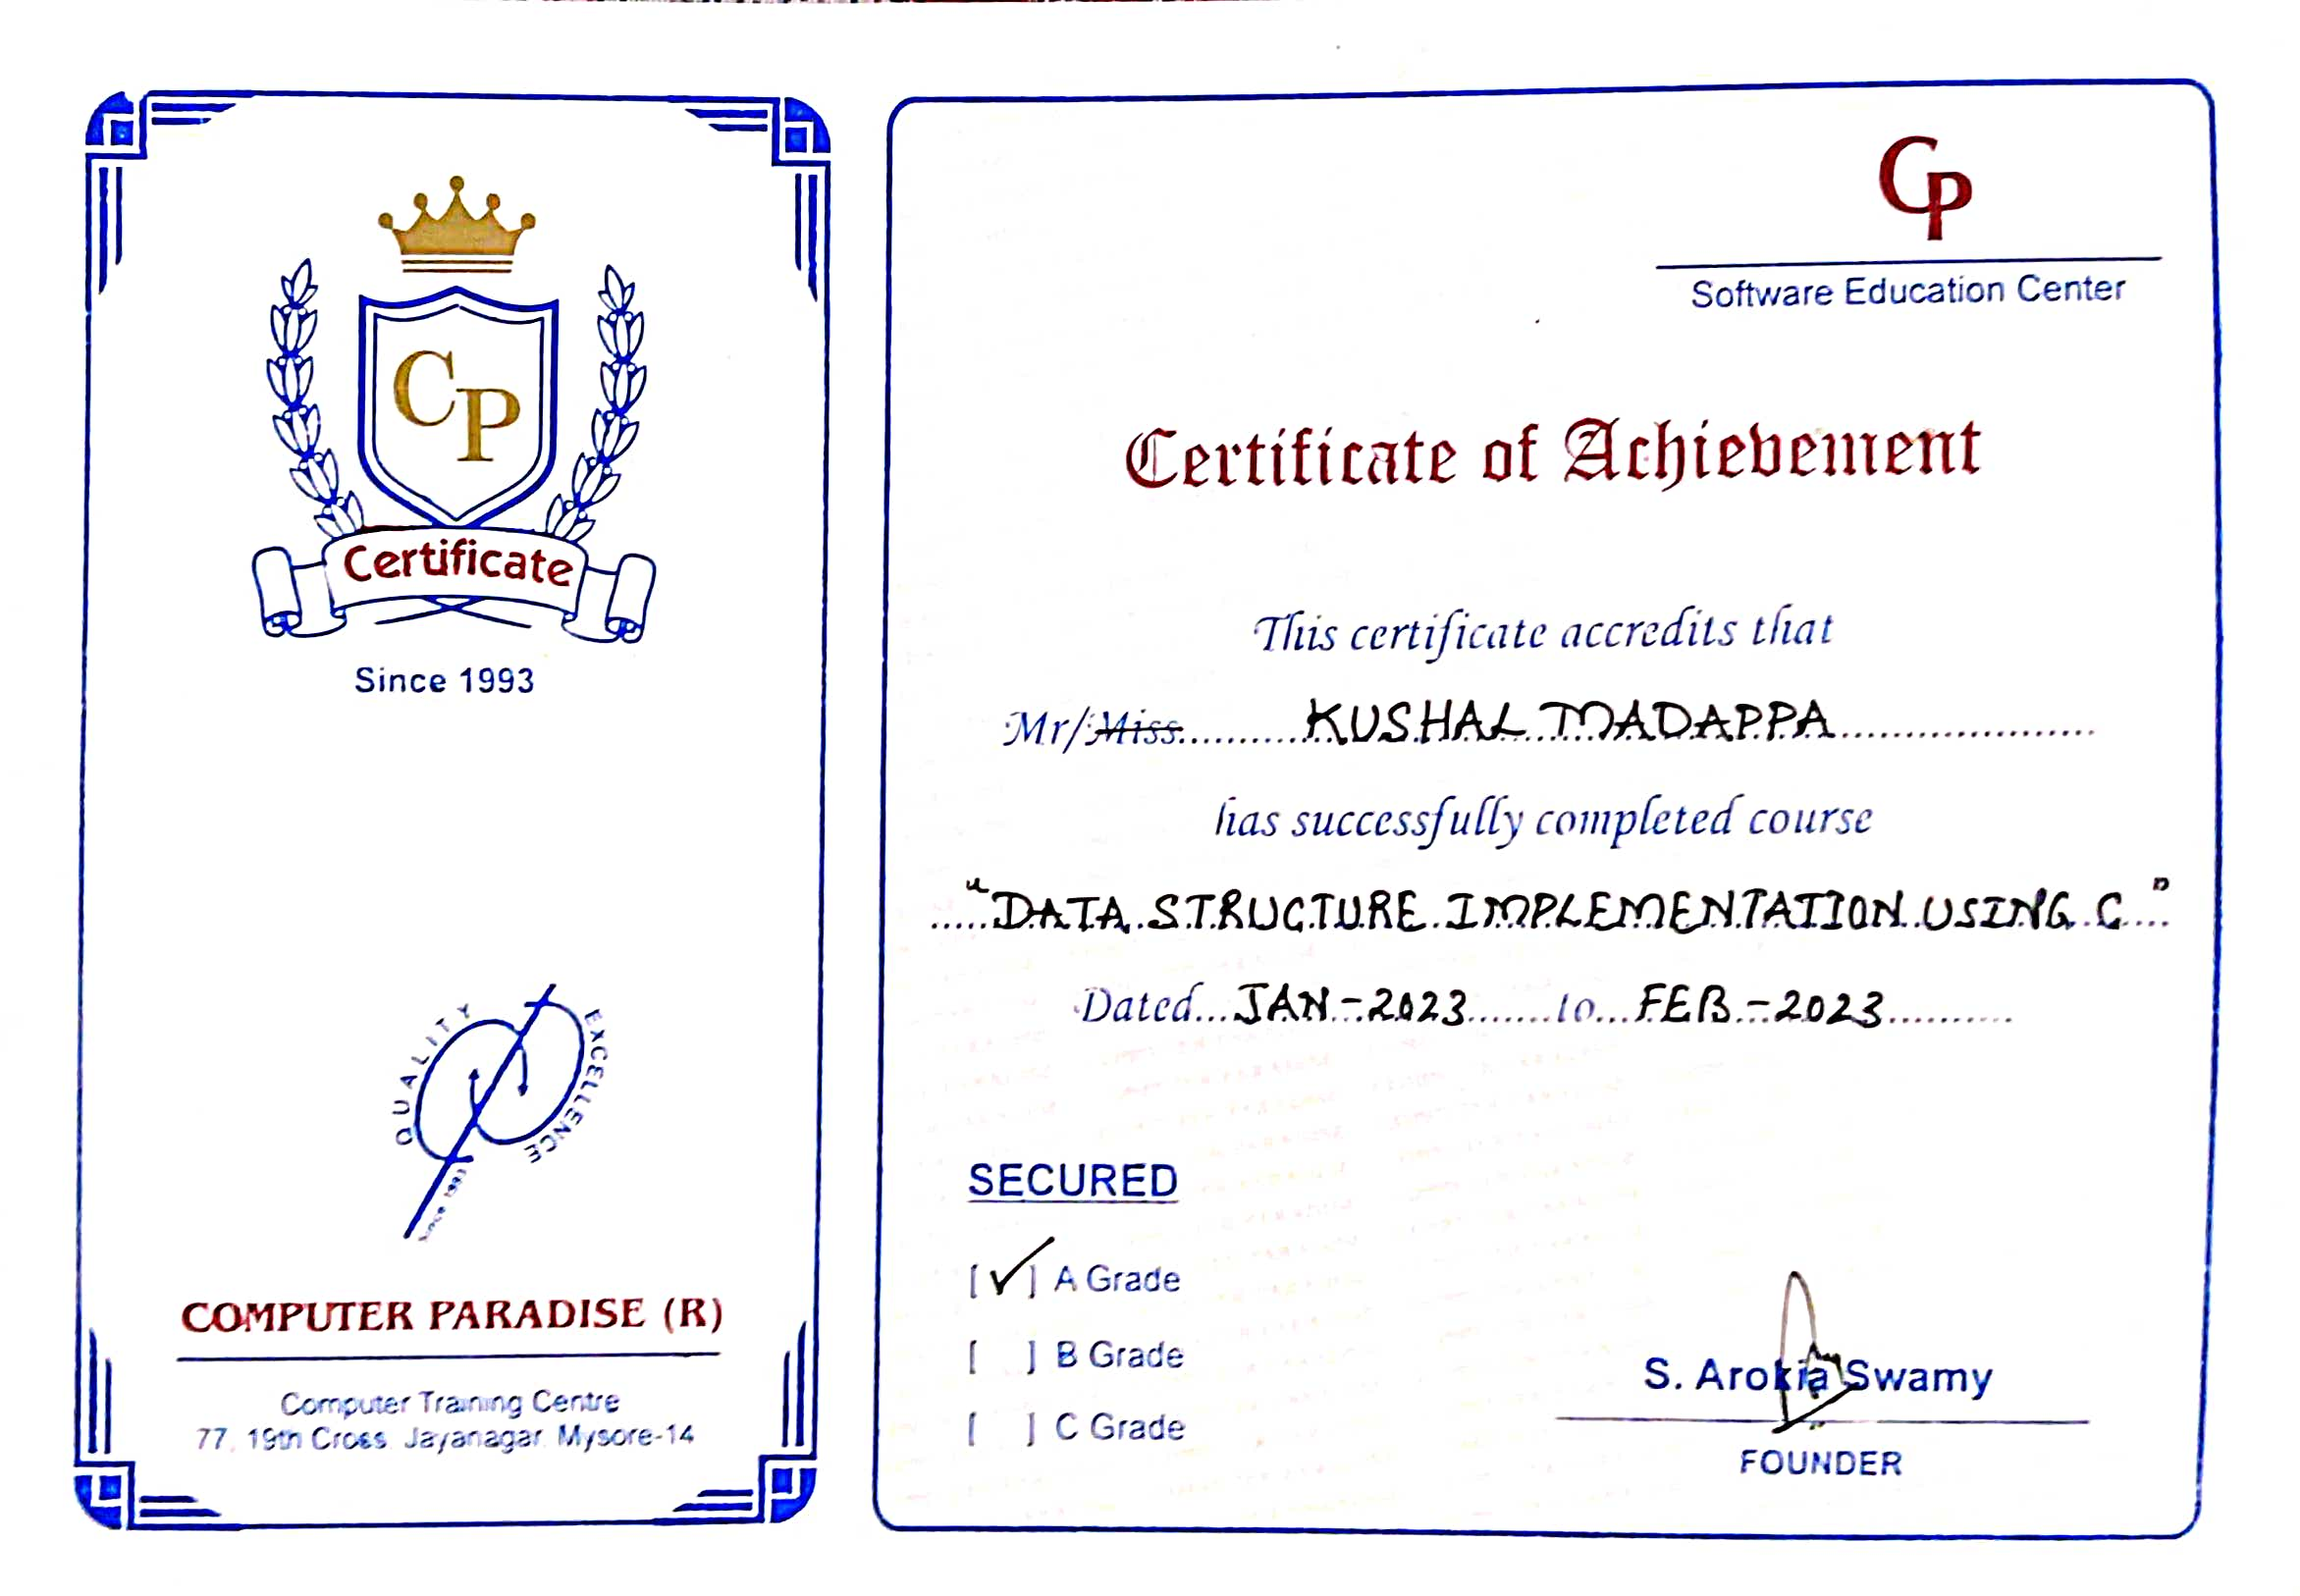 CP
Certificate
Since 1993
QUALITY
EXCELLENCE
COMPUTER PARADISE (R)
Computer Training Centre
77, 19th Cross Jayanagar Mysore-14
CP
Software Education Center
Certificate of Achievement
This certificate accredits that
Mr/Miss..........KUSHAL MADAPPA....................
has successfully completed course
....."DATA STRUCTURE IMPLEMENTATION USING C"....
Dated...JAN-2023.......to...FEB-2023..........
SECURED
[✓] A Grade
[ ] B Grade
[ ] C Grade
S. Arokia Swamy
FOUNDER